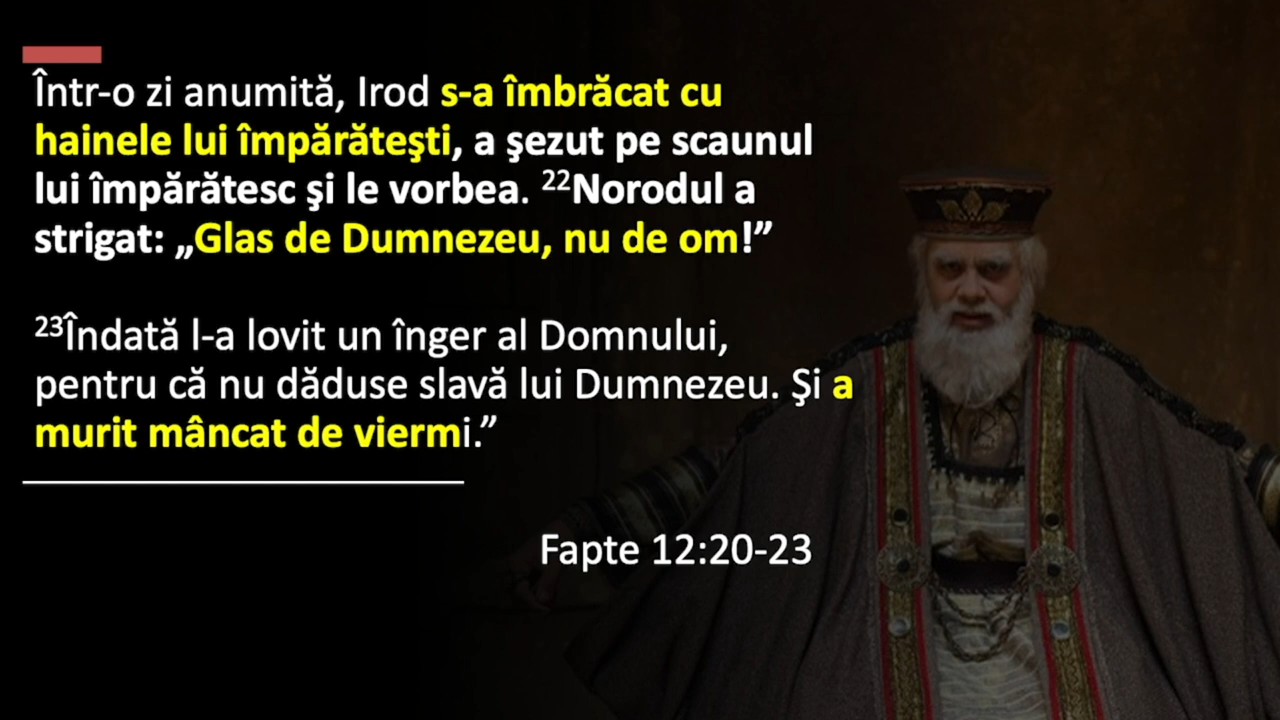 Într-o zi anumită, Irod s-a îmbrăcat cu
hainele lui împărăteşti, a şezut pe scaunul
lui împărătesc şi le vorbea. ²²Norodul a
strigat: „Glas de Dumnezeu, nu de om!”
²³Îndată l-a lovit un înger al Domnului,
pentru că nu dăduse slavă lui Dumnezeu. Şi a
murit mâncat de viermi.”
Fapte 12:20-23